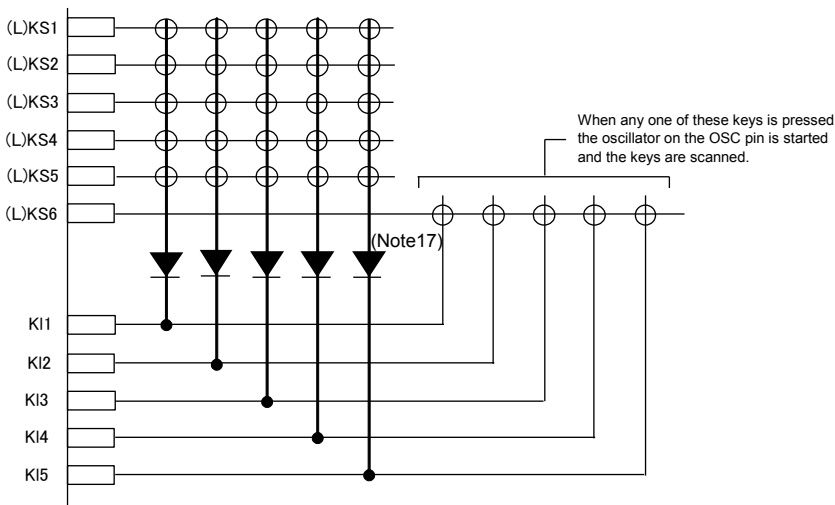 (L)KS1
(L)KS2
(L)KS3
(L)KS4
(L)KS5
(L)KS6
When any one of these keys is pressed
the oscillator on the OSC pin is started
and the keys are scanned.
(Note17)
KI1
KI2
KI3
KI4
KI5